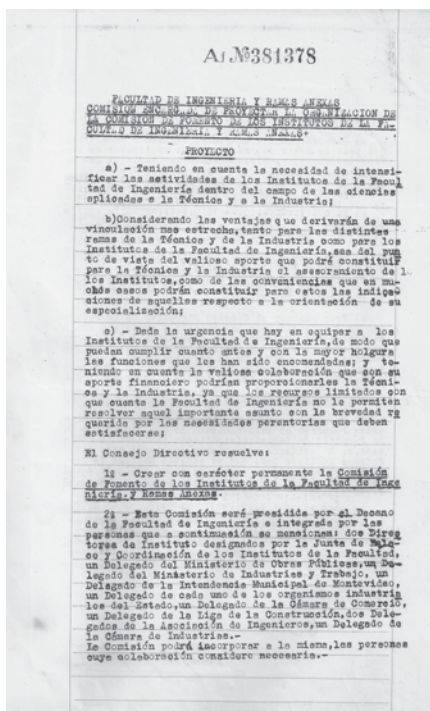 A1 №381378
FACULTAD DE INGENIERIA Y RAMAS ANEXAS
COMISION ENCARGADA DE PROYECTAR LA ORGANIZACION DE
LA COMISION DE FOMENTO DE LOS INSTITUTOS DE LA FA-
CULTAD DE INGENIERIA Y RAMAS ANEXAS.
PROYECTO
a) - Teniendo en cuenta la necesidad de intensi-
ficar las actividades de los Institutos de la Facul
tad de Ingeniería dentro del campo de las ciencias
aplicadas a la Técnica y a la Industria;
b)Considerando las ventajas que derivarán de una
vinculación mas estrecha,tanto para las distintas
ramas de la Técnica y de la Industria como para los
Institutos de la Facultad de Ingeniería,sea del pun
to de vista del valioso aporte que podrá constituir
para la Técnica y la Industria el asesoramiento de
los Institutos,como de las conveniencias que en mu-
chos casos podrán constituir para estos las indica
ciones de aquellas respecto a la orientación de su
especialización;
c) - Dada la urgencia que hay en equipar a los
Institutos de la Facultad de Ingeniería,de modo que
puedan cumplir cuanto antes y con la mayor holgura
las funciones que les han sido encomendadas; y te-
niendo en cuenta la valiosa colaboración que con su
aporte financiero podrían proporcionarles la Técni-
ca y la Industria, ya que los recursos limitados con
que cuenta la Facultad de Ingeniería no le permiten
resolver aquel importante asunto con la brevedad re
querida por las necesidades perentorias que deben
satisfacerse;
El Consejo Directivo resuelve:
1º - Crear con carácter permanente la Comisión
de Fomento de los Institutos de la Facultad de Inge
niería y Ramas Anexas.
2º - Esta Comisión será presidida por el Decano
de la Facultad de Ingeniería e integrada por las
personas que a continuación se mencionan: dos Direc
tores de Instituto designados por la Junta de Enla-
ce y Coordinación de los Institutos de la Facultad,
un Delegado del Ministerio de Obras Públicas,un De-
legado del Ministerio de Industrias y Trabajo, un
Delegado de la Intendencia Municipal de Montevideo,
un Delegado de cada uno de los organismos industria
les del Estado,un Delegado de la Cámara de Comercio,
un Delegado de la Liga de la Construcción,dos Dele-
gados de la Asociación de Ingenieros,un Delegado de
la Cámara de Industrias.-
La Comisión podrá incorporar a la misma,las personas
cuya colaboración considere necesaria.-